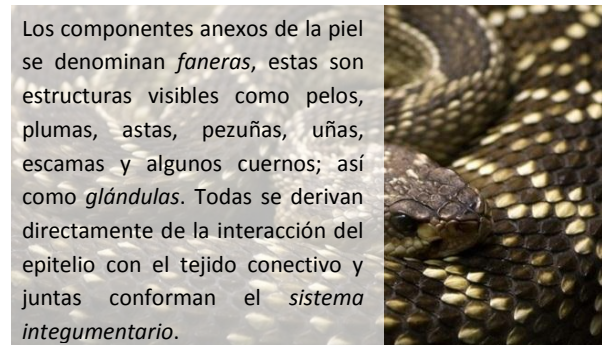 Los componentes anexos de la piel
se denominan faneras, estas son
estructuras visibles como pelos,
plumas, astas, pezuñas, uñas,
escamas y algunos cuernos; así
como glándulas. Todas se derivan
directamente de la interacción del
epitelio con el tejido conectivo y
juntas conforman el sistema
integumentario.